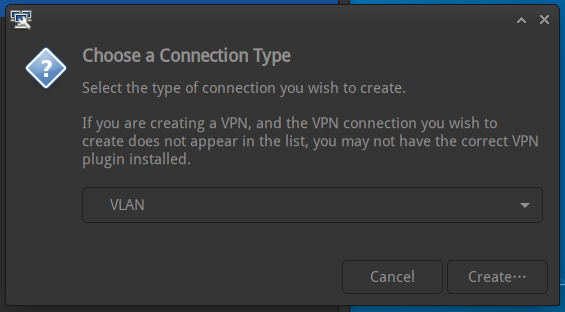 Choose a Connection Type
Select the type of connection you wish to create.
If you are creating a VPN, and the VPN connection you wish to
create does not appear in the list, you may not have the correct VPN
plugin installed.
VLAN
Cancel
Create…